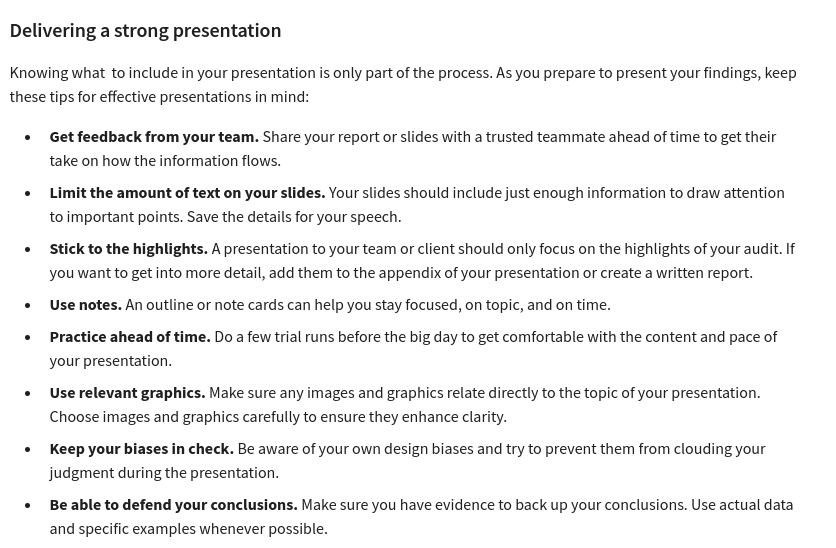 Delivering a strong presentation
Knowing what  to include in your presentation is only part of the process. As you prepare to present your findings, keep
these tips for effective presentations in mind:
• Get feedback from your team. Share your report or slides with a trusted teammate ahead of time to get their
take on how the information flows.
• Limit the amount of text on your slides. Your slides should include just enough information to draw attention
to important points. Save the details for your speech.
• Stick to the highlights. A presentation to your team or client should only focus on the highlights of your audit. If
you want to get into more detail, add them to the appendix of your presentation or create a written report.
• Use notes. An outline or note cards can help you stay focused, on topic, and on time.
• Practice ahead of time. Do a few trial runs before the big day to get comfortable with the content and pace of
your presentation.
• Use relevant graphics. Make sure any images and graphics relate directly to the topic of your presentation.
Choose images and graphics carefully to ensure they enhance clarity.
• Keep your biases in check. Be aware of your own design biases and try to prevent them from clouding your
judgment during the presentation.
• Be able to defend your conclusions. Make sure you have evidence to back up your conclusions. Use actual data
and specific examples whenever possible.